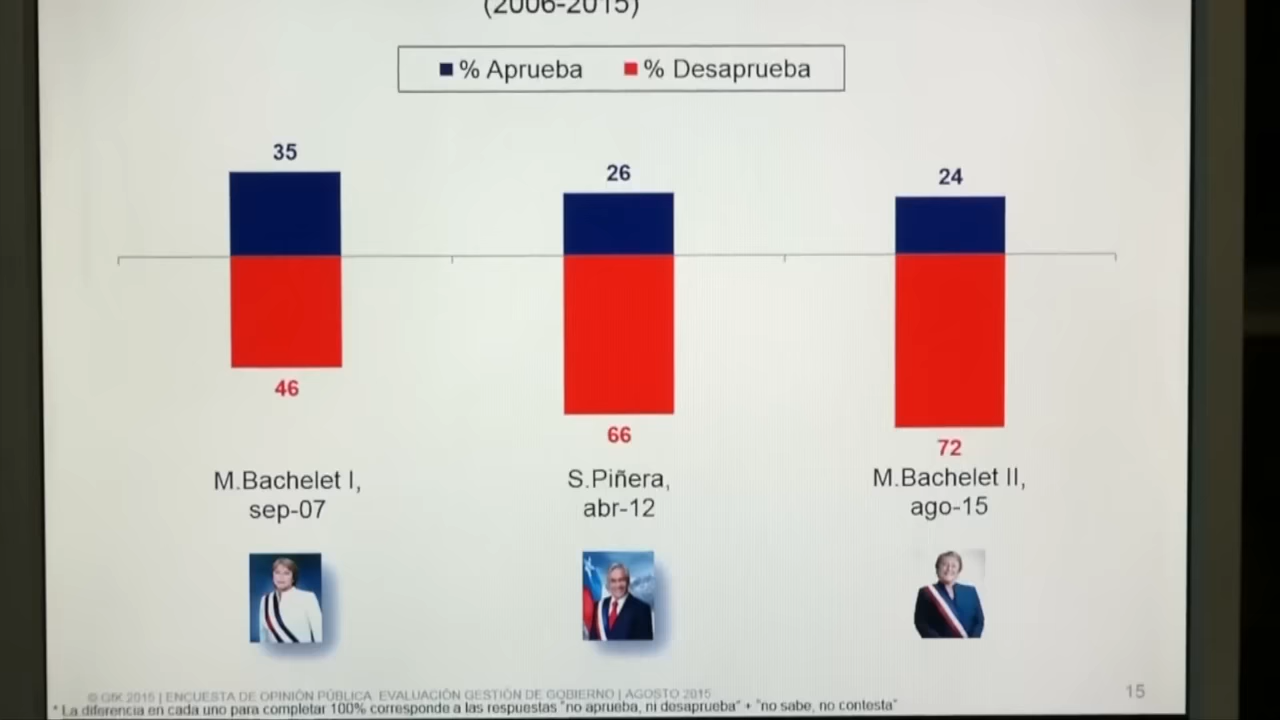 (2006-2015)
% Aprueba % Desaprueba
35 26 24
46 66 72
M.Bachelet I, S.Piñera, M.Bachelet II,
sep-07 abr-12 ago-15
© GfK 2015 | ENCUESTA DE OPINIÓN PÚBLICA. EVALUACIÓN GESTIÓN DE GOBIERNO | AGOSTO 2015 15
* La diferencia en cada uno para completar 100% corresponde a las respuestas "no aprueba, ni desaprueba" + "no sabe, no contesta"